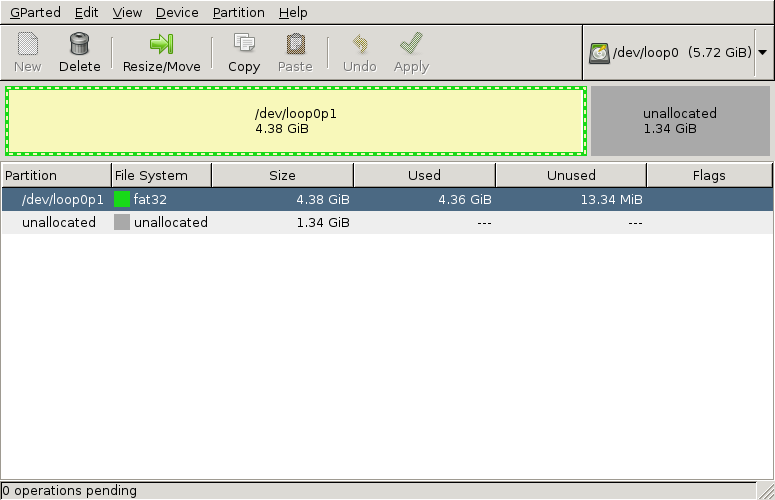 GParted Edit View Device Partition Help
New Delete Resize/Move Copy Paste Undo Apply /dev/loop0 (5.72 GiB)
/dev/loop0p1
4.38 GiB
unallocated
1.34 GiB
Partition File System Size Used Unused Flags
/dev/loop0p1 fat32 4.38 GiB 4.36 GiB 13.34 MiB
unallocated unallocated 1.34 GiB --- ---
0 operations pending